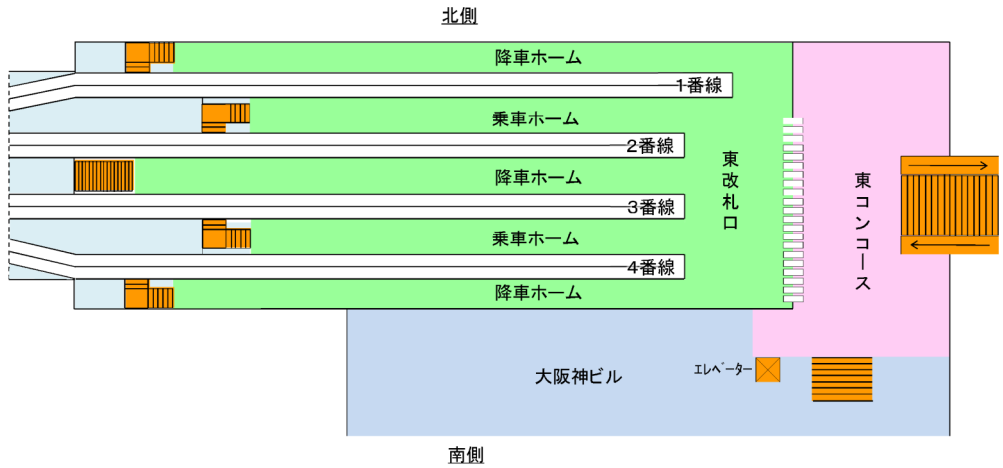 北側
降車ホーム
1番線
乗車ホーム
2番線
降車ホーム
3番線
乗車ホーム
4番線
降車ホーム
東改札口
東コンコース
大阪神ビル
エレベーター
南側